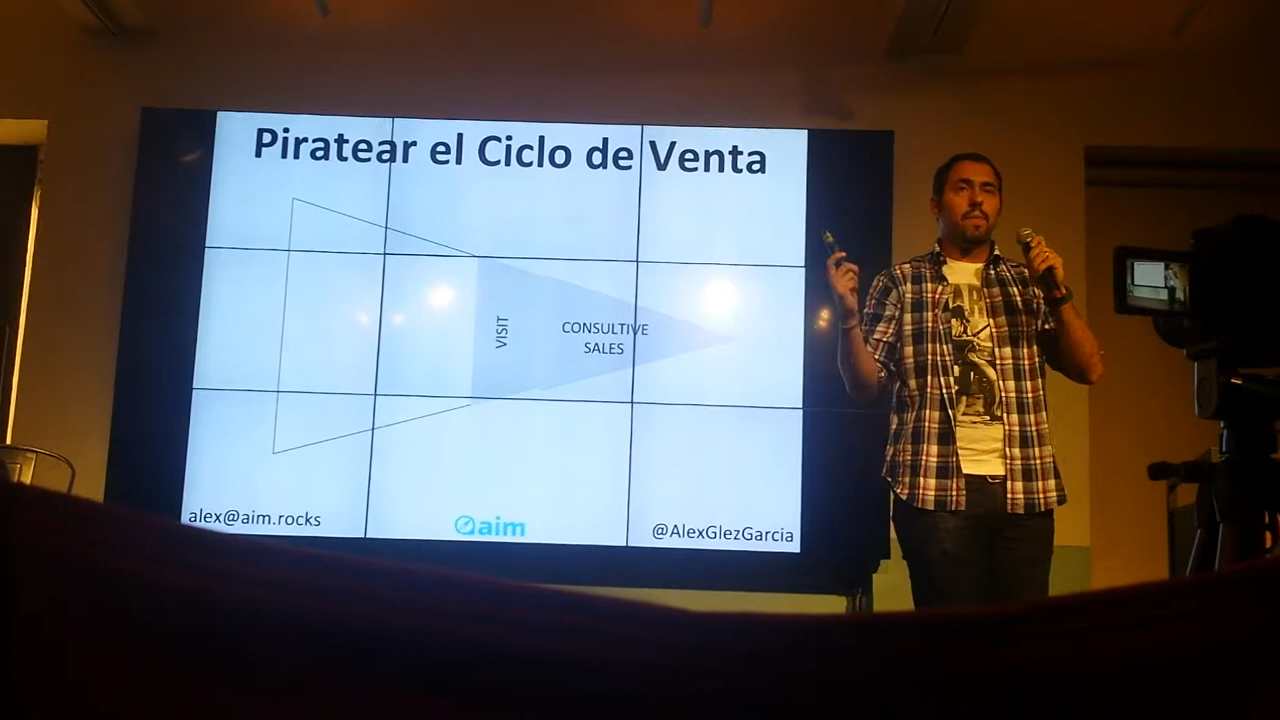 Piratear el Ciclo de Venta
VISIT
CONSULTIVE
SALES
alex@aim.rocks
aim
@AlexGlezGarcia